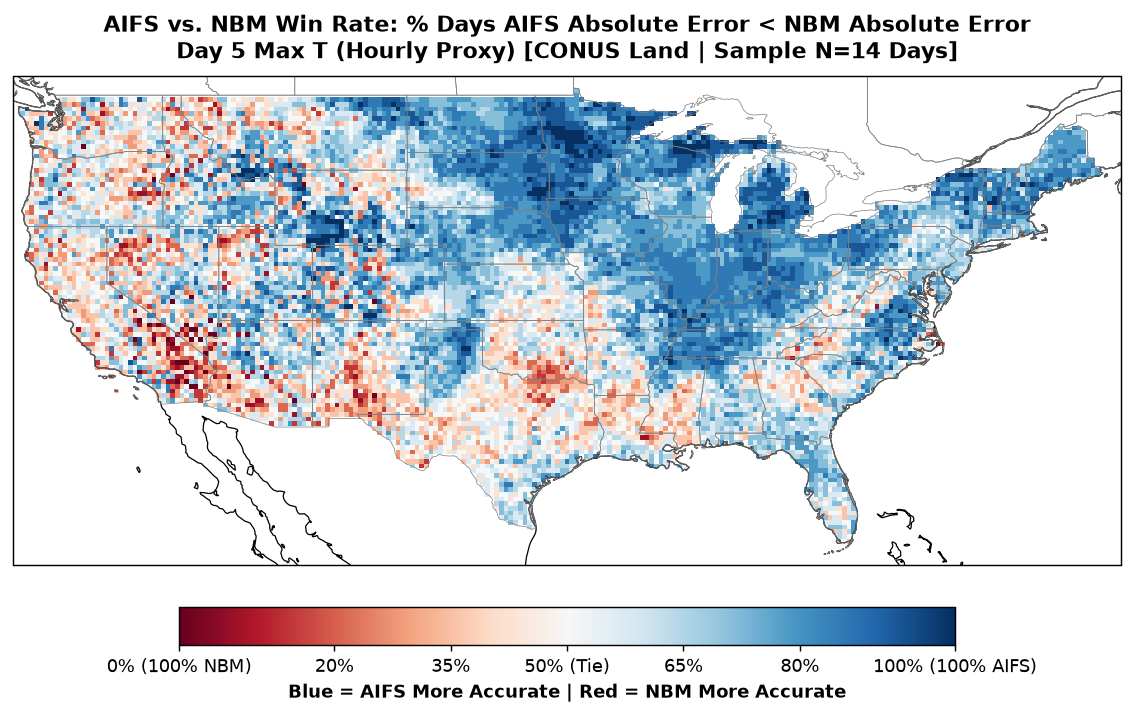 AIFS vs. NBM Win Rate: % Days AIFS Absolute Error < NBM Absolute Error
Day 5 Max T (Hourly Proxy) [CONUS Land | Sample N=14 Days]
0% (100% NBM) 20% 35% 50% (Tie) 65% 80% 100% (100% AIFS)
Blue = AIFS More Accurate | Red = NBM More Accurate